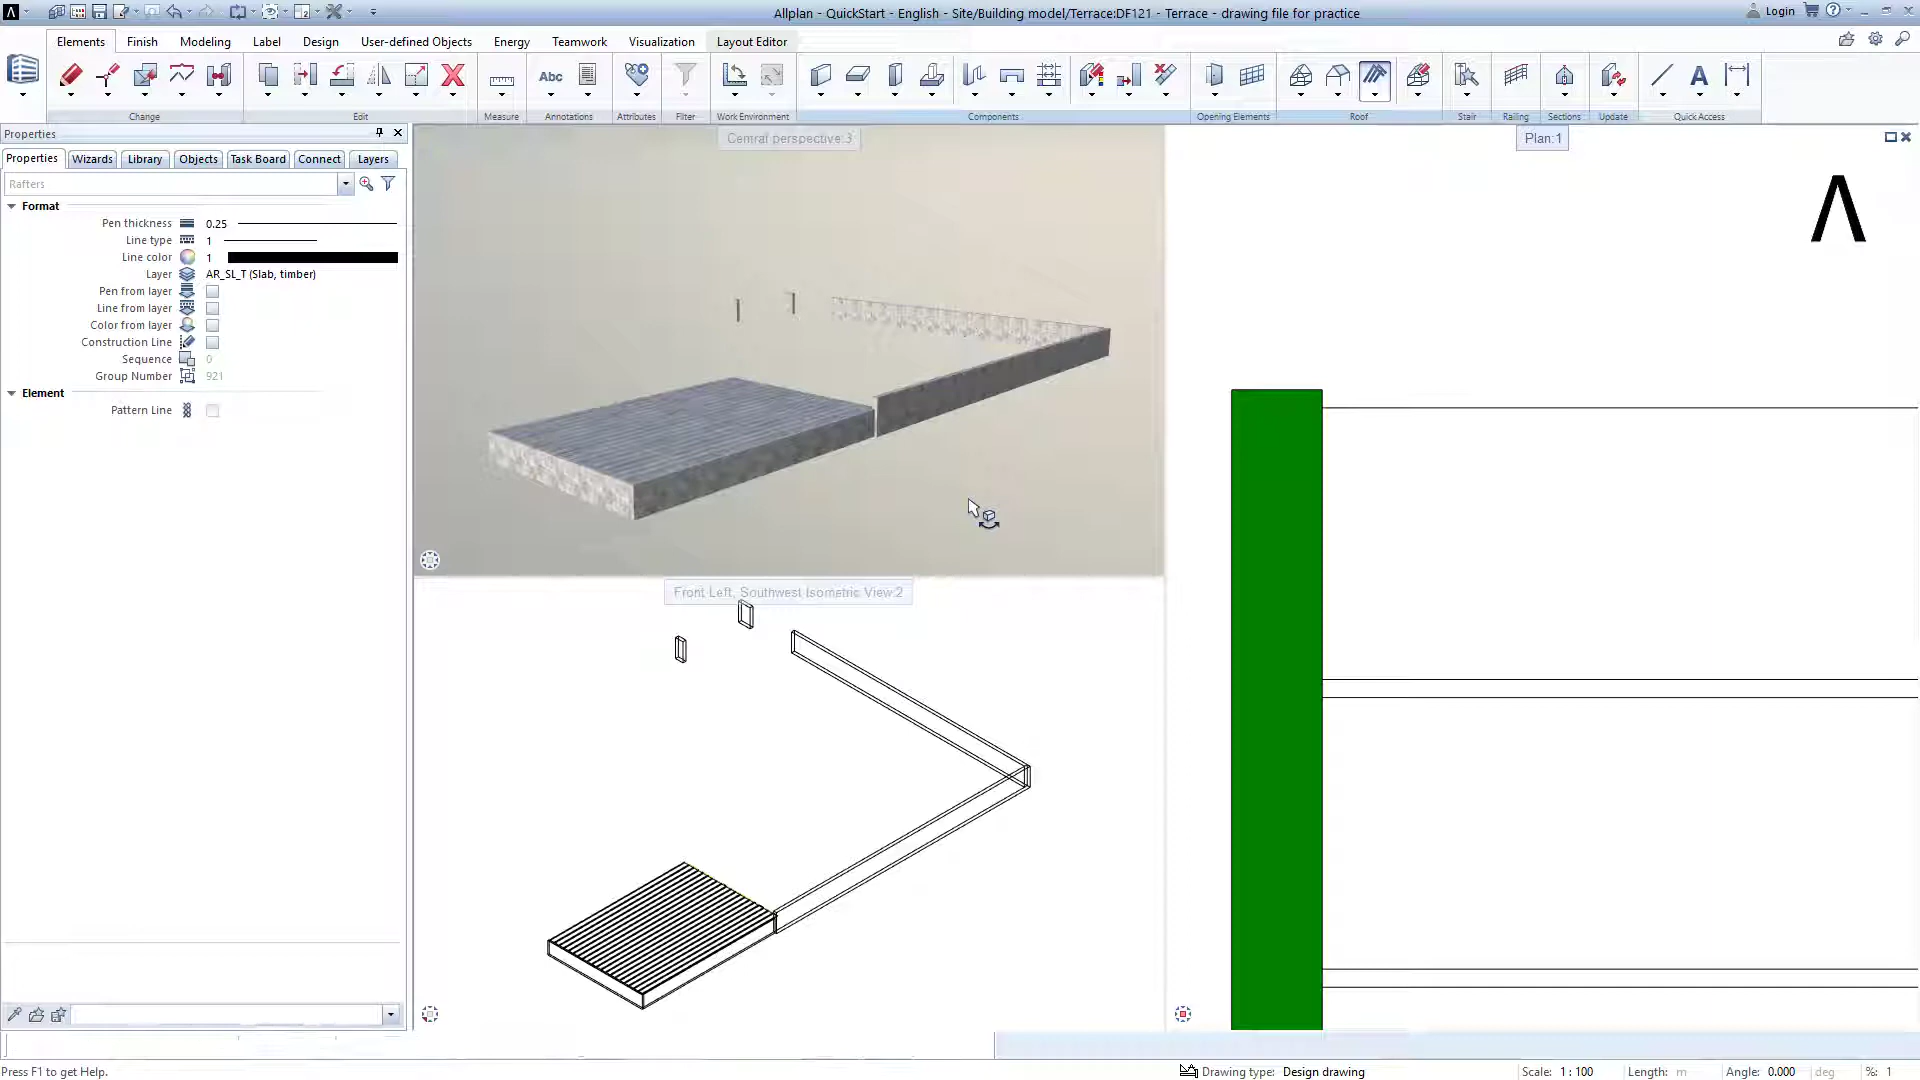 Allplan - QuickStart - English - Site/Building model/Terrace:DF121 - Terrace - drawing file for practice
Login
Elements Finish Modeling Label Design User-defined Objects Energy Teamwork Visualization Layout Editor
Abc A
Change Edit Measure Annotations Attributes Filter Work Environment Components Opening Elements Roof Stair Railing Sections Update Quick Access
Properties
Properties Wizards Library Objects Task Board Connect Layers
Rafters
Format
Pen thickness 0.25
Line type 1
Line color 1
Layer AR_SL_T (Slab, timber)
Pen from layer
Line from layer
Color from layer
Construction Line
Sequence 0
Group Number 921
Element
Pattern Line
Central perspective:3
Plan:1
Front Left, Southwest Isometric View:2
Press F1 to get Help.
Drawing type: Design drawing Scale: 1 : 100 Length: m Angle: 0.000 deg %: 1